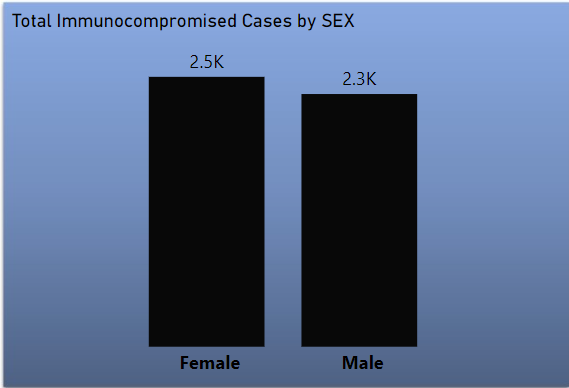 Total Immunocompromised Cases by SEX
2.5K
2.3K
Female
Male